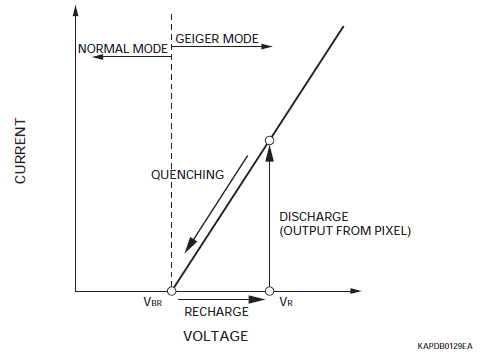 GEIGER MODE
NORMAL MODE
CURRENT
QUENCHING
DISCHARGE
(OUTPUT FROM PIXEL)
VBR
VR
RECHARGE
VOLTAGE
KAPDB0129EA